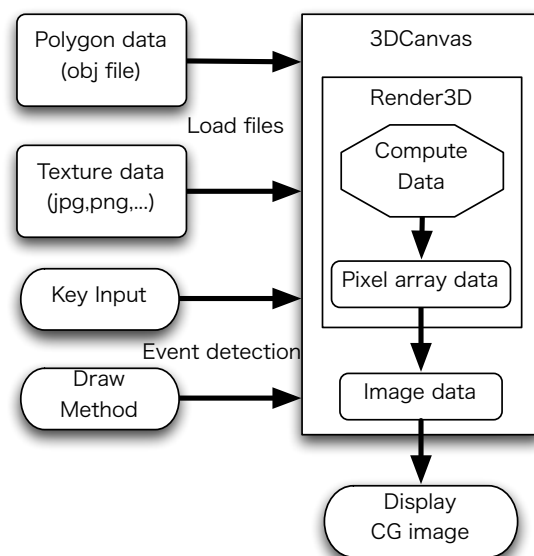 Polygon data
(obj file)
3DCanvas
Render3D
Load files
Compute
Data
Texture data
(jpg,png,...)
Pixel array data
Key Input
Event detection
Draw
Method
Image data
Display
CG image